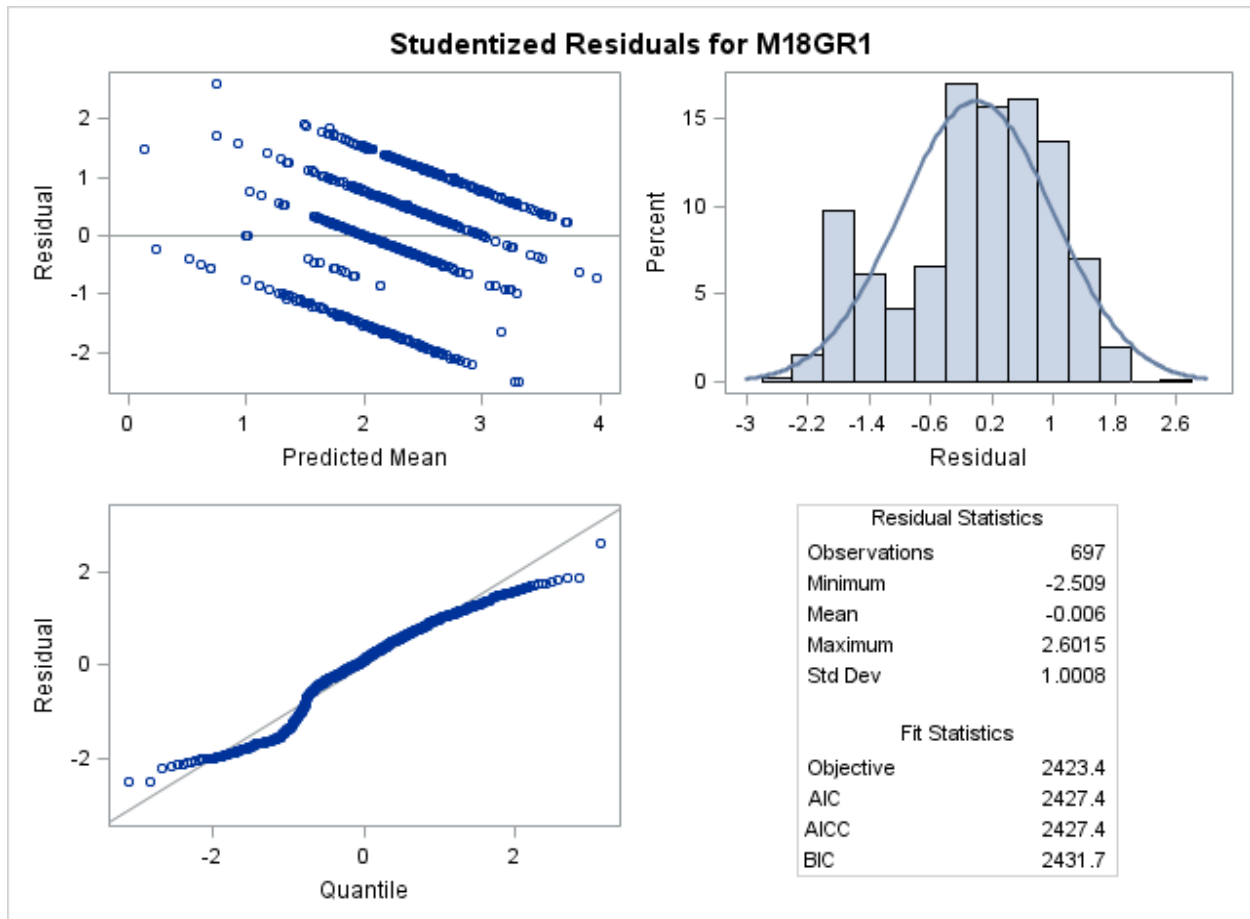 Studentized Residuals for M18GR1
Residual
2
1
0
-1
-2
0 1 2 3 4
Predicted Mean
Percent
15
10
5
0
-3 -2.2 -1.4 -0.6 0.2 1 1.8 2.6
Residual
Residual
2
0
-2
-2 0 2
Quantile
Residual Statistics
Observations 697
Minimum -2.509
Mean -0.006
Maximum 2.6015
Std Dev 1.0008
Fit Statistics
Objective 2423.4
AIC 2427.4
AICC 2427.4
BIC 2431.7